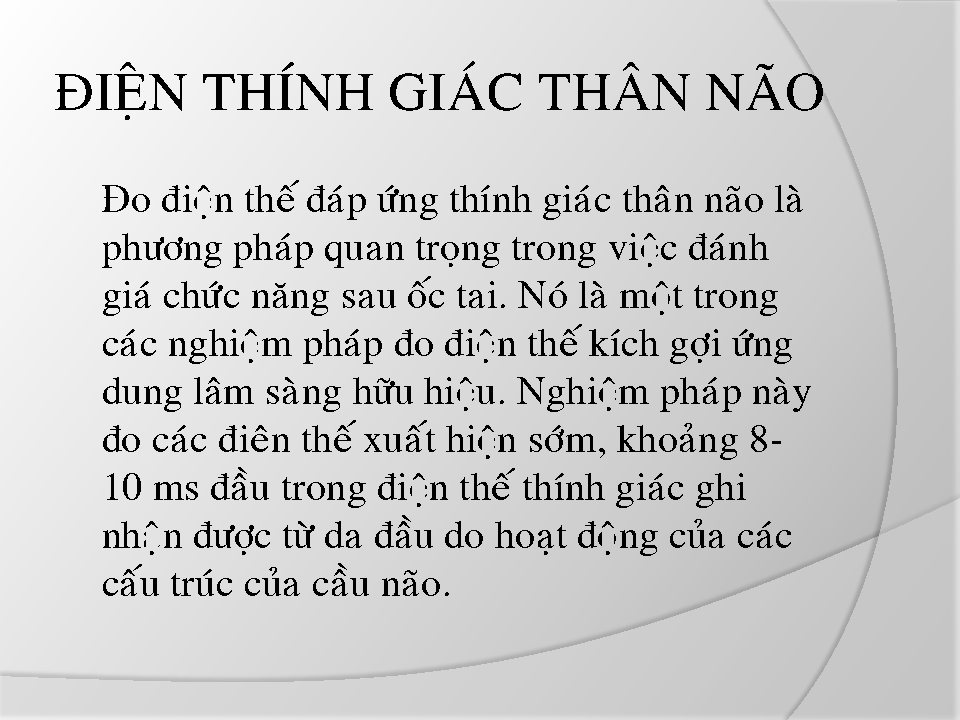 ĐIỆN THÍNH GIÁC THÂN NÃO
Đo điện thế đáp ứng thính giác thân não là
phương pháp quan trọng trong việc đánh
giá chức năng sau ốc tai. Nó là một trong
các nghiệm pháp đo điện thế kích gợi ứng
dung lâm sàng hữu hiệu. Nghiệm pháp này
đo các điên thế xuất hiện sớm, khoảng 8-
10 ms đầu trong điện thế thính giác ghi
nhận được từ da đầu do hoạt động của các
cấu trúc của cầu não.